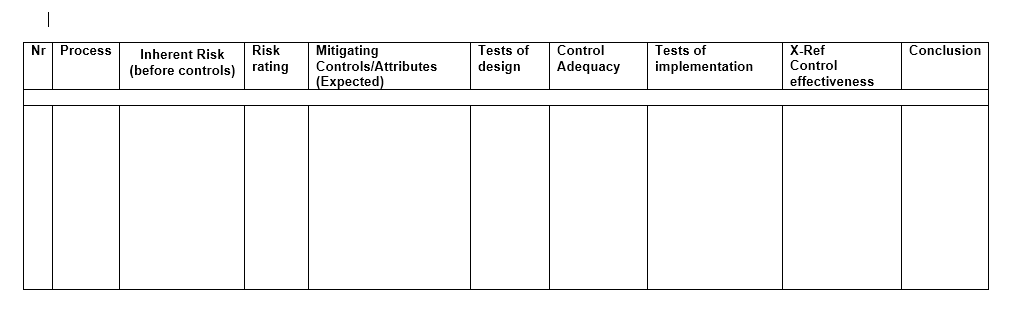 Nr
Process
Inherent Risk
(before controls)
Risk
rating
Mitigating
Controls/Attributes
(Expected)
Tests of
design
Control
Adequacy
Tests of
implementation
X-Ref
Control
effectiveness
Conclusion